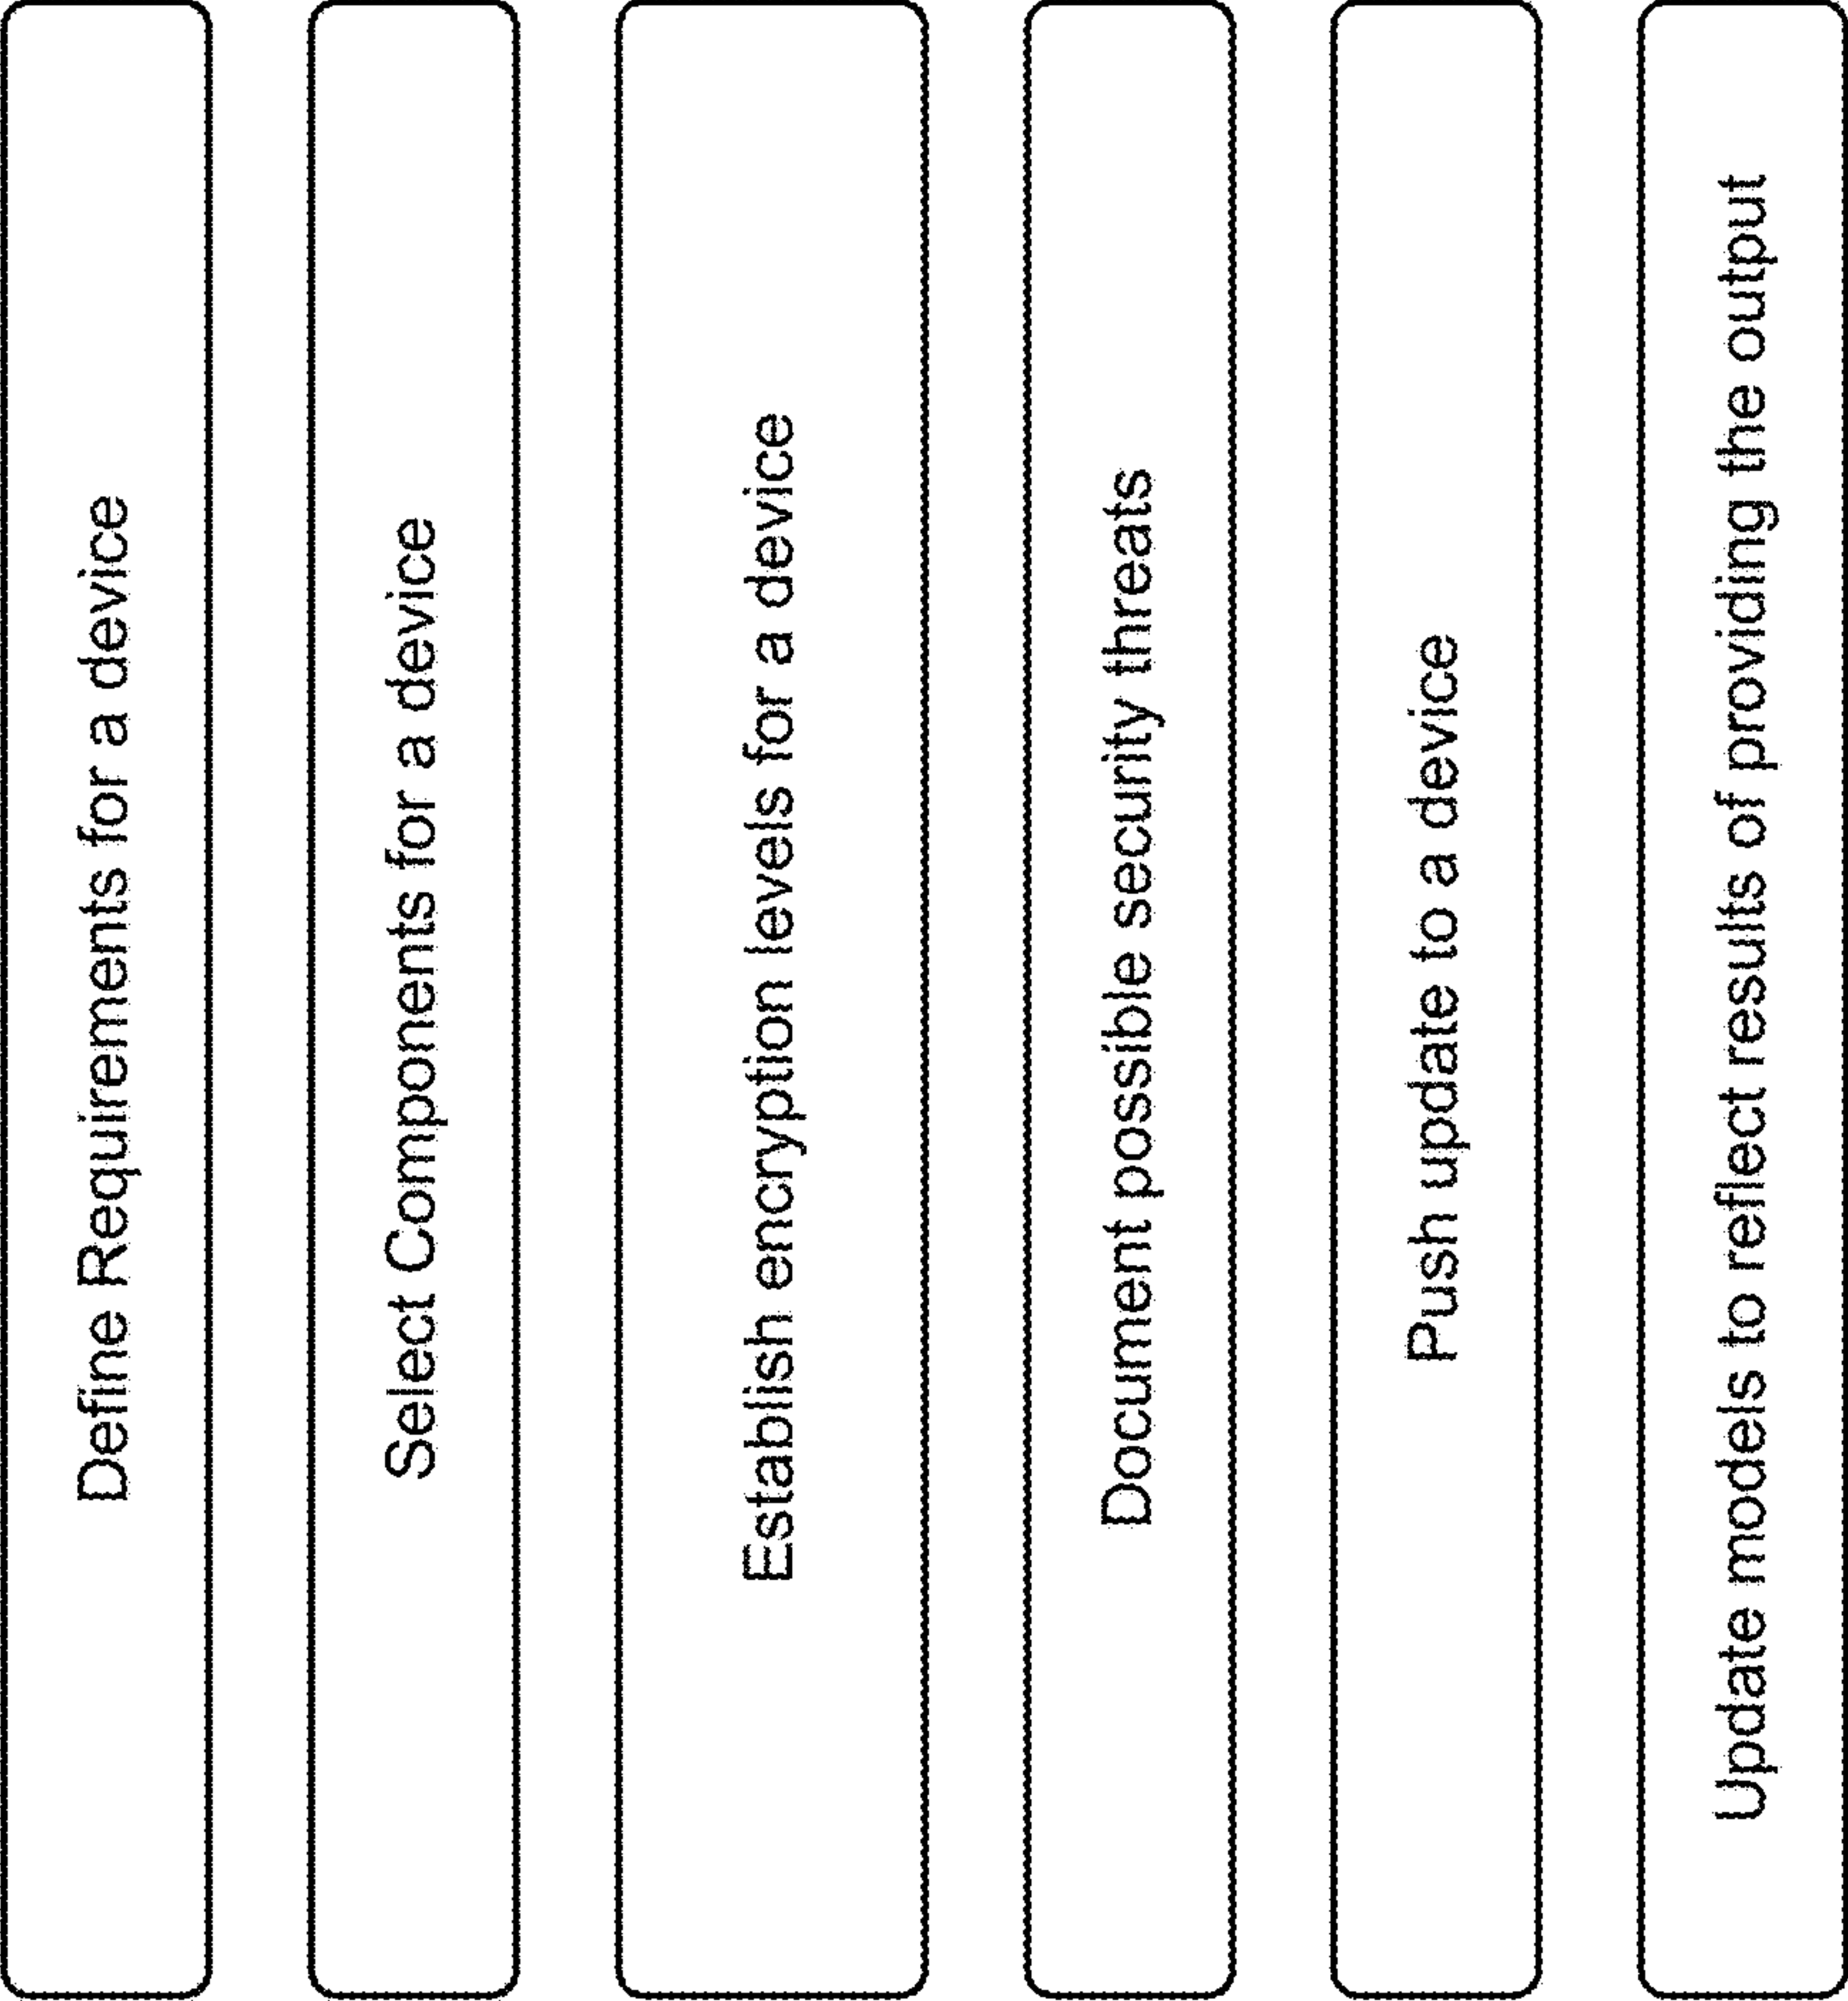 Define Requirements for a device
Select Components for a device
Establish encryption levels for a device
Document possible security threats
Push update to a device
Update models to reflect results of providing the output